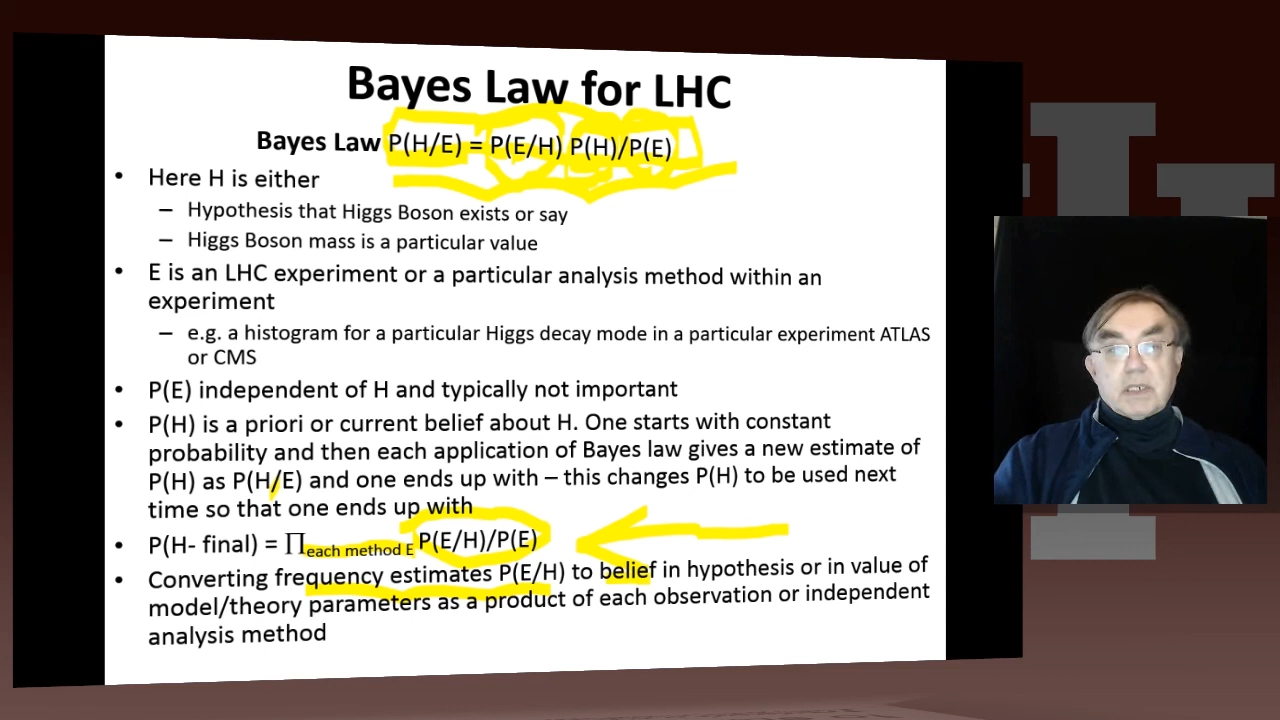 Bayes Law for LHC
Bayes Law P(H/E) = P(E/H) P(H)/P(E)
• Here H is either
– Hypothesis that Higgs Boson exists or say
– Higgs Boson mass is a particular value
• E is an LHC experiment or a particular analysis method within an
experiment
– e.g. a histogram for a particular Higgs decay mode in a particular experiment ATLAS
or CMS
• P(E) independent of H and typically not important
• P(H) is a priori or current belief about H. One starts with constant
probability and then each application of Bayes law gives a new estimate of
P(H) as P(H/E) and one ends up with – this changes P(H) to be used next
time so that one ends up with
• P(H- final) = ∏each method E P(E/H)/P(E)
• Converting frequency estimates P(E/H) to belief in hypothesis or in value of
model/theory parameters as a product of each observation or independent
analysis method